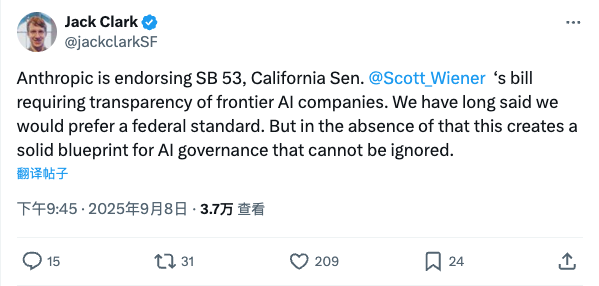 Jack Clark
@jackclarkSF
Anthropic is endorsing SB 53, California Sen. @Scott_Wiener ‘s bill
requiring transparency of frontier AI companies. We have long said we
would prefer a federal standard. But in the absence of that this creates a
solid blueprint for AI governance that cannot be ignored.
翻译帖子
下午9:45 · 2025年9月8日 · 3.7万 查看
15 31 209 24